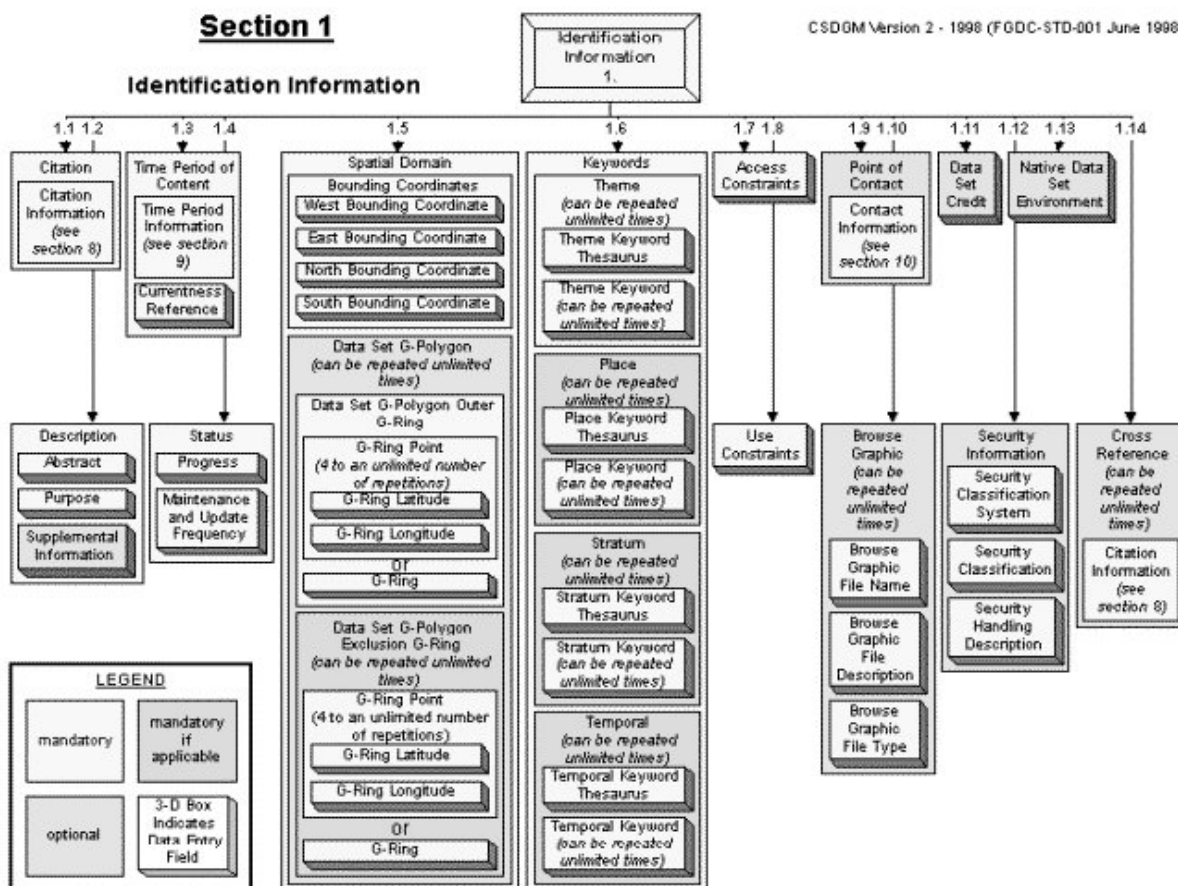 Section 1
CSDGM Version 2 - 1998 (FGDC-STD-001 June 1998
Identification
Information
1.
Identification Information
1.1
1.2
1.3
1.4
1.5
1.6
1.7
1.8
1.9
1.10
1.11
1.12
1.13
1.14
Citation
Citation
Information
(see
section 8)
Time Period of
Content
Time Period
Information
(see section
9)
Currentness
Reference
Spatial Domain
Bounding Coordinates
West Bounding Coordinate
East Bounding Coordinate
North Bounding Coordinate
South Bounding Coordinate
Data Set G-Polygon
(can be repeated unlimited
times)
Data Set G-Polygon Outer
G-Ring
G-Ring Point
(4 to an unlimited number
of repetitions)
G-Ring Latitude
G-Ring Longitude
or
G-Ring
Data Set G-Polygon
Exclusion G-Ring
(can be repeated unlimited
times)
G-Ring Point
(4 to an unlimited number
of repetitions)
G-Ring Latitude
G-Ring Longitude
or
G-Ring
Keywords
Theme
(can be repeated
unlimited times)
Theme Keyword
Thesaurus
Theme Keyword
(can be repeated
unlimited times)
Place
(can be repeated
unlimited times)
Place Keyword
Thesaurus
Place Keyword
(can be repeated
unlimited times)
Stratum
(can be repeated
unlimited times)
Stratum Keyword
Thesaurus
Stratum Keyword
(can be repeated
unlimited times)
Temporal
(can be repeated
unlimited times)
Temporal Keyword
Thesaurus
Temporal Keyword
(can be repeated
unlimited times)
Access
Constraints
Point of
Contact
Contact
Information
(see
section 10)
Data
Set
Credit
Native Data
Set
Environment
Description
Abstract
Purpose
Supplemental
Information
Status
Progress
Maintenance
and Update
Frequency
Use
Constraints
Browse
Graphic
(can be
repeated
unlimited
times)
Browse
Graphic
File Name
Browse
Graphic
File
Description
Browse
Graphic
File Type
Security
Information
Security
Classification
System
Security
Classification
Security
Handling
Description
Cross
Reference
(can be
repeated
unlimited
times)
Citation
Information
(see
section 8)
LEGEND
mandatory
mandatory
if
applicable
optional
3-D Box
Indicates
Data Entry
Field